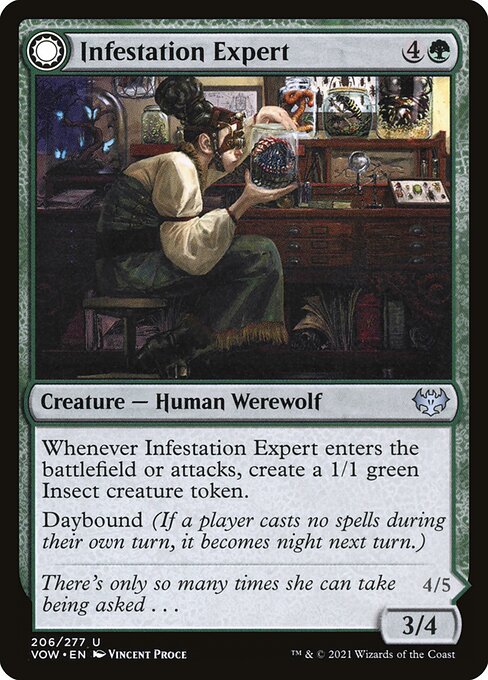 Infestation Expert 4
Creature — Human Werewolf
Whenever Infestation Expert enters the
battlefield or attacks, create a 1/1 green
Insect creature token.
Daybound (If a player casts no spells during
their own turn, it becomes night next turn.)
There's only so many times she can take
being asked . . .
4/5
3/4
206/277 U
VOW • EN Vincent Proce
™ & © 2021 Wizards of the Coast